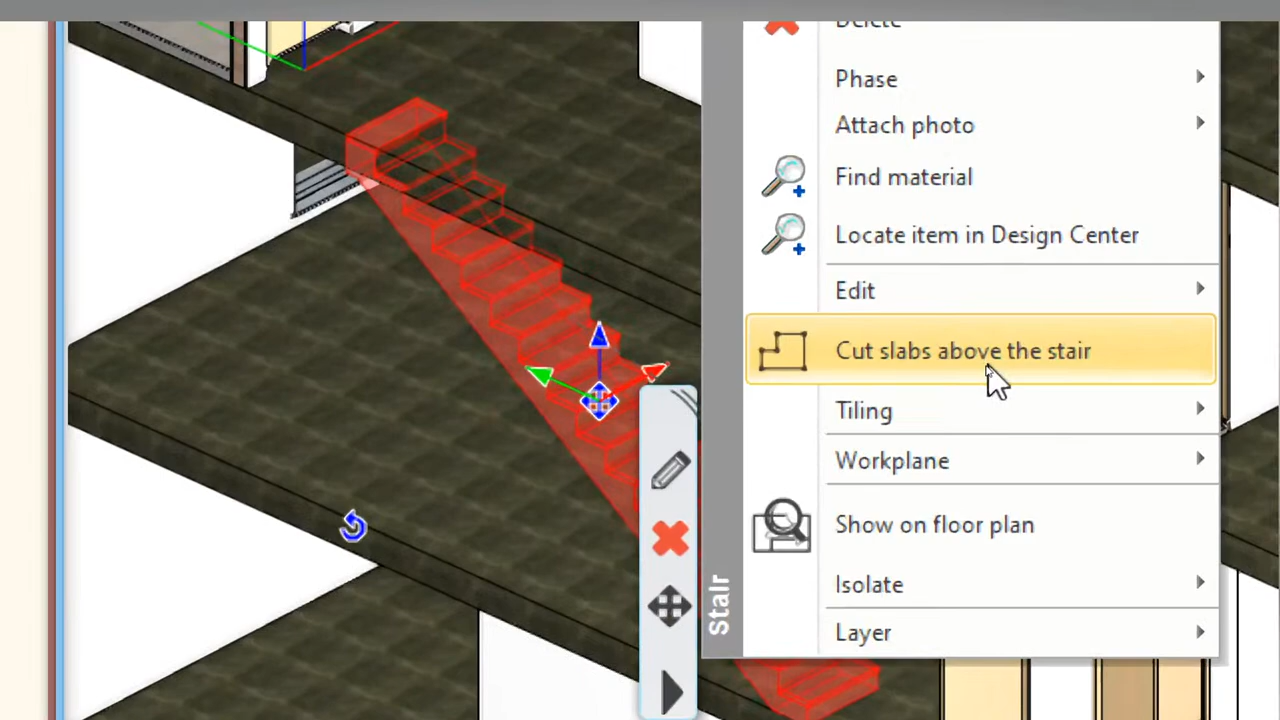 Delete
Phase
Attach photo
Find material
Locate item in Design Center
Edit
Cut slabs above the stair
Tiling
Workplane
Show on floor plan
Isolate
Layer
Stair